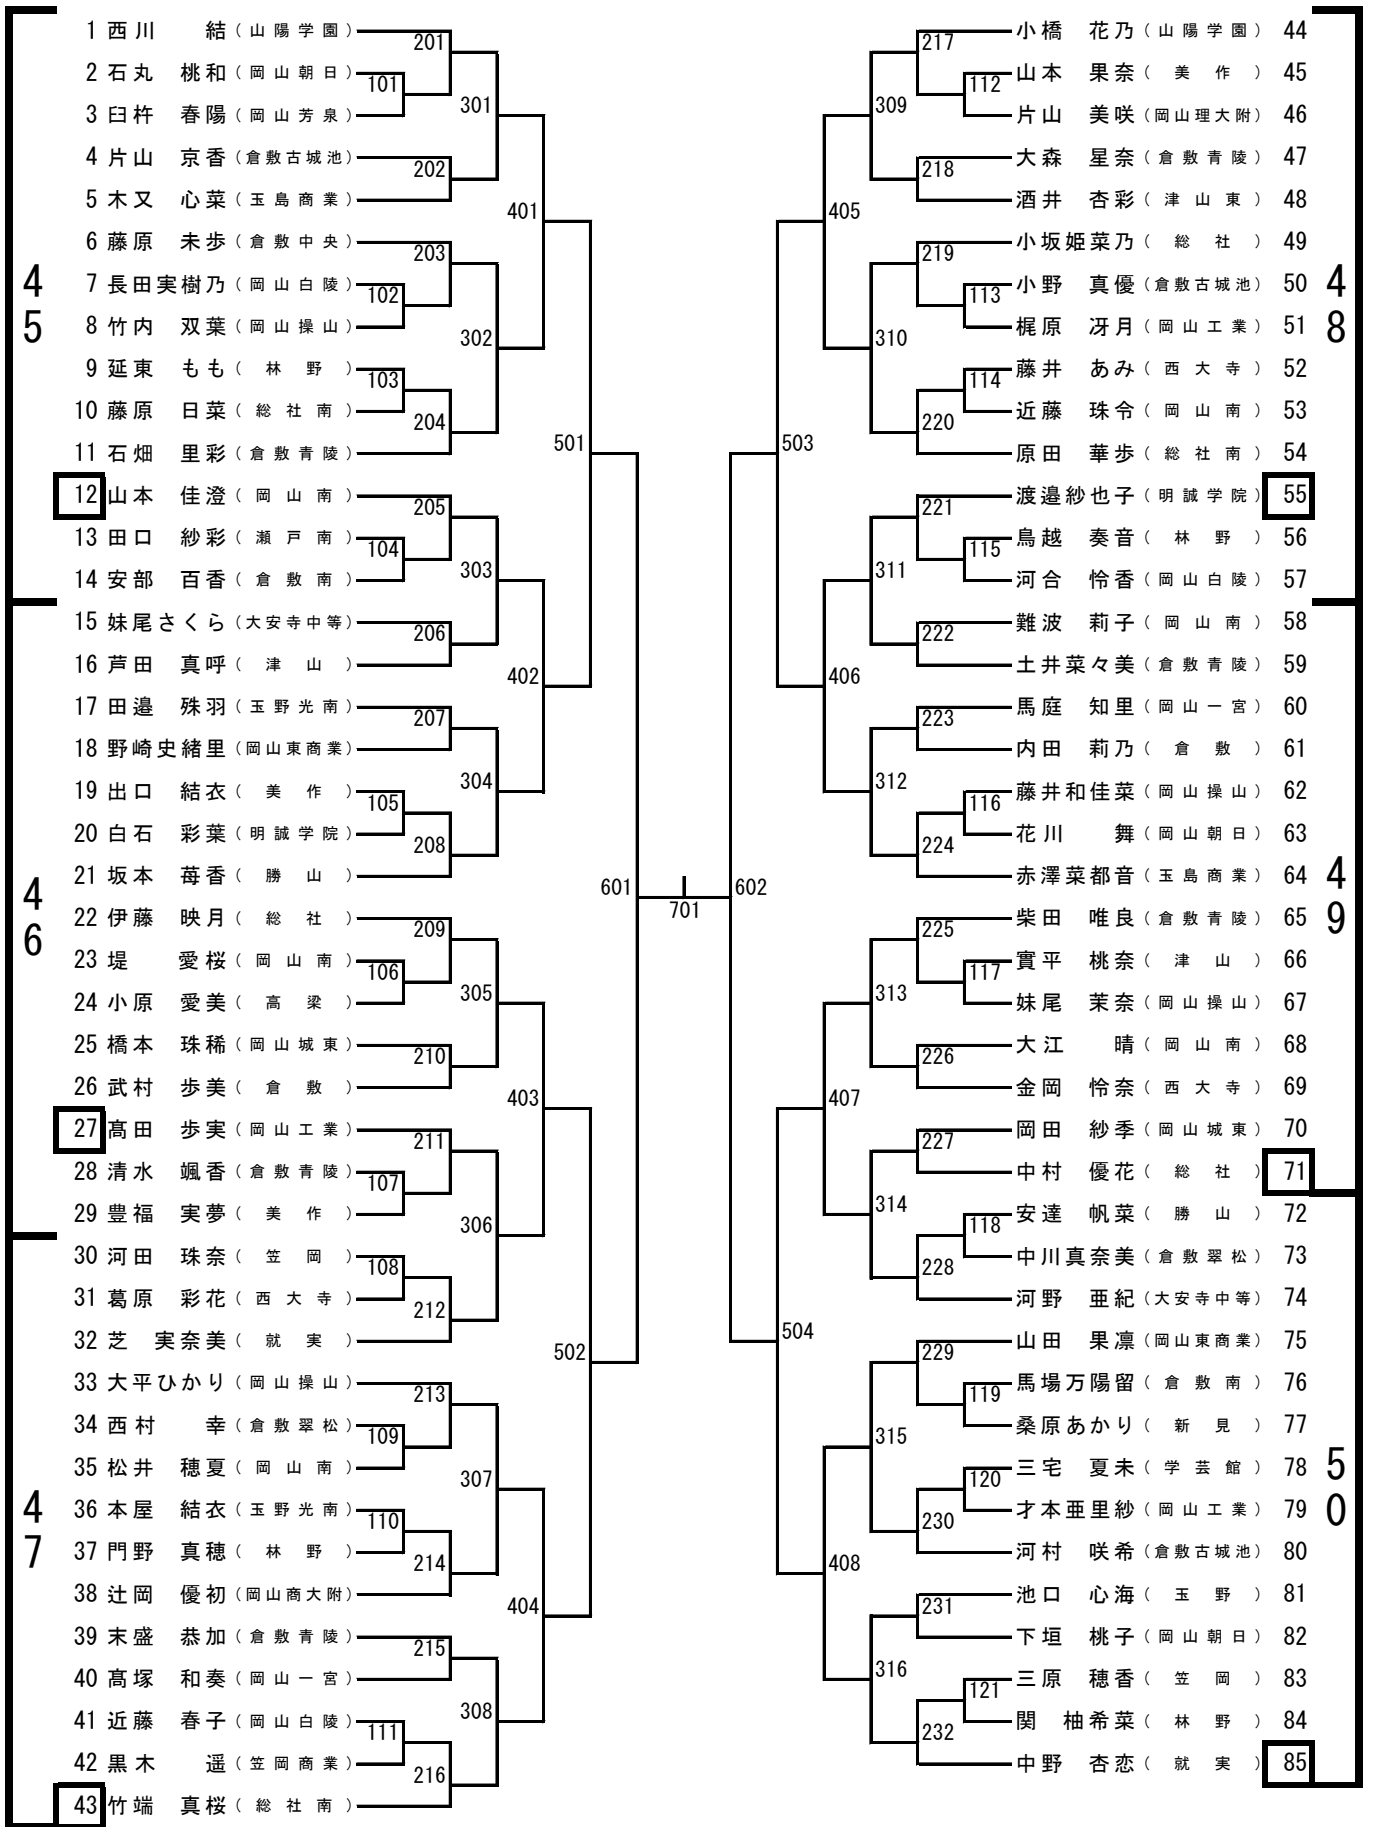 1 西川 結 (山陽学園)
2 石丸 桃和 (岡山朝日)
3 臼杵 春陽 (岡山芳泉)
4 片山 京香 (倉敷古城池)
5 木又 心菜 (玉島商業)
6 藤原 未歩 (倉敷中央)
7 長田実樹乃 (岡山白陵)
8 竹内 双葉 (岡山操山)
9 延東 もも (林野)
10 藤原 日菜 (総社南)
11 石畑 里彩 (倉敷青陵)
12 山本 佳澄 (岡山南)
13 田口 紗彩 (瀬戸南)
14 安部 百香 (倉敷南)
15 妹尾さくら (大安寺中等)
16 芦田 真呼 (津山)
17 田邉 殊羽 (玉野光南)
18 野崎史緒里 (岡山東商業)
19 出口 結衣 (美作)
20 白石 彩葉 (明誠学院)
21 坂本 苺香 (勝山)
22 伊藤 映月 (総社)
23 堤 愛桜 (岡山南)
24 小原 愛美 (高梁)
25 橋本 珠稀 (岡山城東)
26 武村 歩美 (倉敷)
27 髙田 歩実 (岡山工業)
28 清水 颯香 (倉敷青陵)
29 豊福 実夢 (美作)
30 河田 珠奈 (笠岡)
31 葛原 彩花 (西大寺)
32 芝 実奈美 (就実)
33 大平ひかり (岡山操山)
34 西村 幸 (倉敷翠松)
35 松井 穂夏 (岡山南)
36 本屋 結衣 (玉野光南)
37 門野 真穂 (林野)
38 辻岡 優初 (岡山商大附)
39 末盛 恭加 (倉敷青陵)
40 髙塚 和奏 (岡山一宮)
41 近藤 春子 (岡山白陵)
42 黒木 遥 (笠岡商業)
43 竹端 真桜 (総社南)
45
46
47
101
102
103
104
105
106
107
108
109
110
111
201
202
203
204
205
206
207
208
209
210
211
212
213
214
215
216
301
302
303
304
305
306
307
308
401
402
403
404
501
502
601
701
602
503
504
405
406
407
408
309
310
311
312
313
314
315
316
217
218
219
220
221
222
223
224
225
226
227
228
229
230
231
232
112
113
114
115
116
117
118
119
120
121
小橋 花乃 (山陽学園) 44
山本 果奈 (美作) 45
片山 美咲 (岡山理大附) 46
大森 星奈 (倉敷青陵) 47
酒井 杏彩 (津山東) 48
小坂姫菜乃 (総社) 49
小野 真優 (倉敷古城池) 50
梶原 冴月 (岡山工業) 51
藤井 あみ (西大寺) 52
近藤 珠令 (岡山南) 53
原田 華歩 (総社南) 54
渡邉紗也子 (明誠学院) 55
鳥越 奏音 (林野) 56
河合 怜香 (岡山白陵) 57
難波 莉子 (岡山南) 58
土井菜々美 (倉敷青陵) 59
馬庭 知里 (岡山一宮) 60
内田 莉乃 (倉敷) 61
藤井和佳菜 (岡山操山) 62
花川 舞 (岡山朝日) 63
赤澤菜都音 (玉島商業) 64
柴田 唯良 (倉敷青陵) 65
實平 桃奈 (津山) 66
妹尾 茉奈 (岡山操山) 67
大江 晴 (岡山南) 68
金岡 怜奈 (西大寺) 69
岡田 紗季 (岡山城東) 70
中村 優花 (総社) 71
安達 帆菜 (勝山) 72
中川真奈美 (倉敷翠松) 73
河野 亜紀 (大安寺中等) 74
山田 果凛 (岡山東商業) 75
馬場万陽留 (倉敷南) 76
桑原あかり (新見) 77
三宅 夏未 (学芸館) 78
才本亜里紗 (岡山工業) 79
河村 咲希 (倉敷古城池) 80
池口 心海 (玉野) 81
下垣 桃子 (岡山朝日) 82
三原 穂香 (笠岡) 83
関 柚希菜 (林野) 84
中野 杏恋 (就実) 85
48
49
50